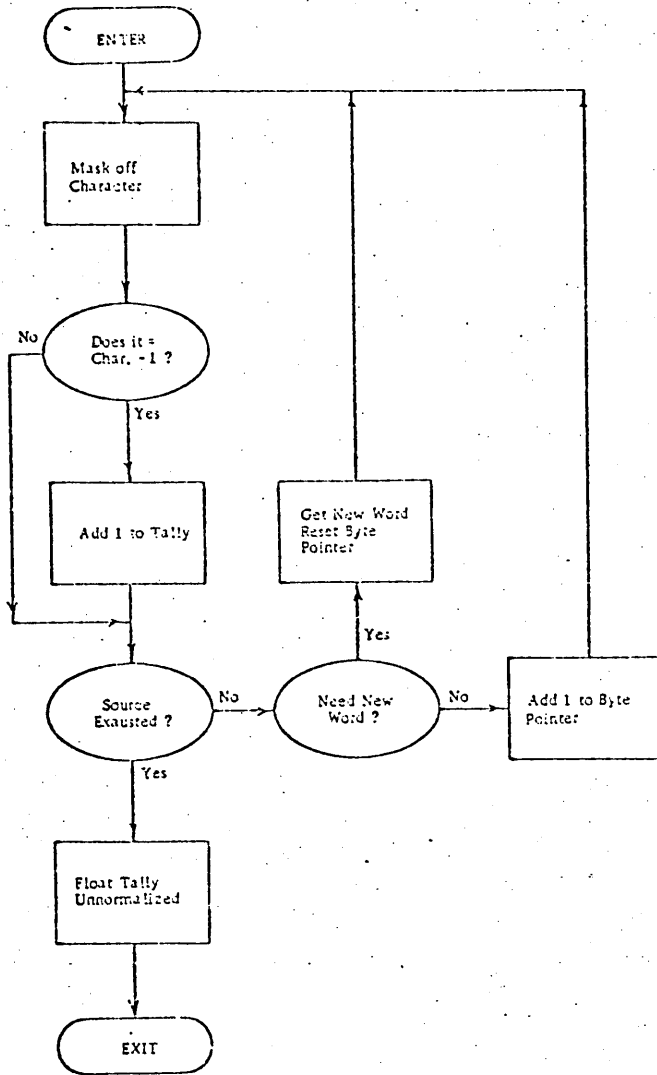 ENTER
Mask off
Character
No
Does it =
Char. -1 ?
Yes
Add 1 to Tally
Get New Word
Reset Byte
Pointer
Yes
Source
Exausted ?
No
Need New
Word ?
No
Add 1 to Byte
Pointer
Yes
Float Tally
Unnormalized
EXIT